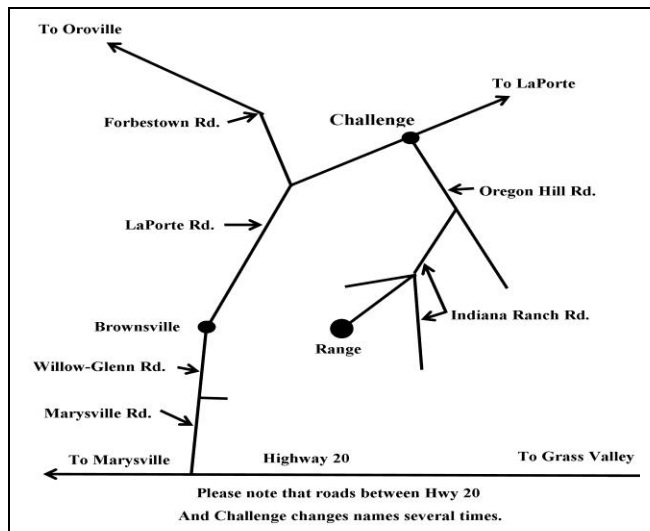 To Oroville
To LaPorte
Forbestown Rd.
Challenge
Oregon Hill Rd.
LaPorte Rd.
Indiana Ranch Rd.
Brownsville
Range
Willow-Glenn Rd.
Marysville Rd.
To Marysville
Highway 20
To Grass Valley
Please note that roads between Hwy 20
And Challenge changes names several times.